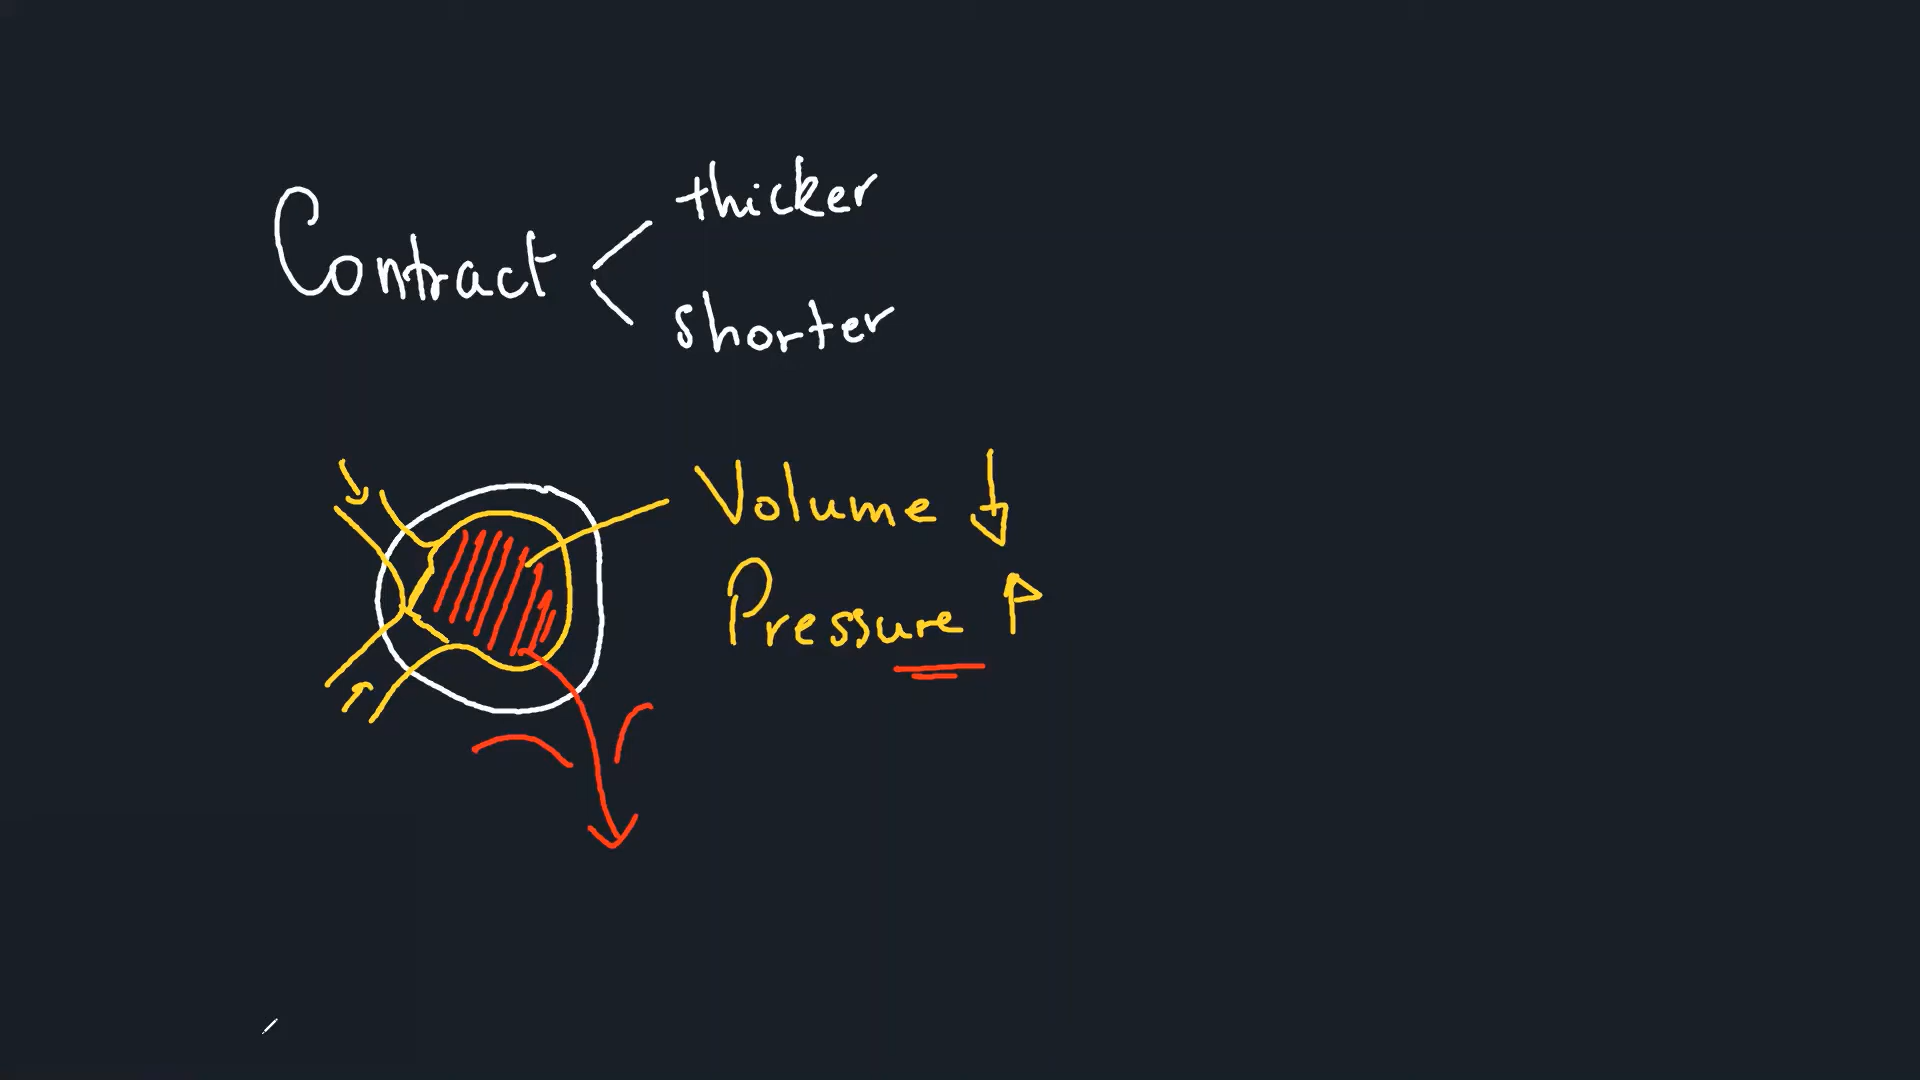 thicker
Contract
shorter
Volume ↓
Pressure ↑